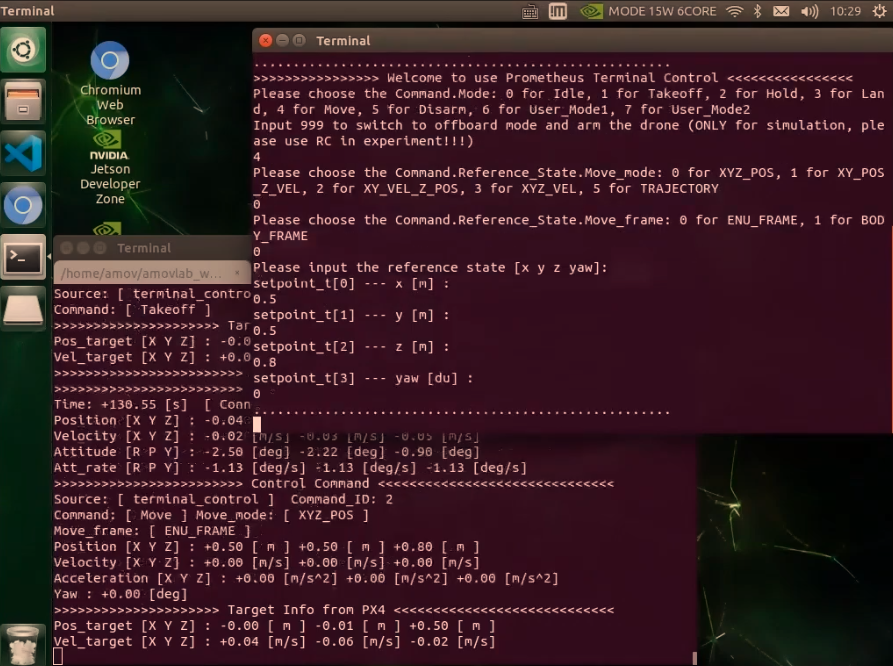 Terminal
MODE 15W 6CORE
10:29
Chromium
Web
Browser
NVIDIA.
Jetson
Developer
Zone
Terminal
>>>>>>>>>>>>>>>> Welcome to use Prometheus Terminal Control <<<<<<<<<<<<<<<<
Please choose the Command.Mode: 0 for Idle, 1 for Takeoff, 2 for Hold, 3 for Lan
d, 4 for Move, 5 for Disarm, 6 for User_Mode1, 7 for User_Mode2
Input 999 to switch to offboard mode and arm the drone (ONLY for simulation, ple
ase use RC in experiment!!!)
4
Please choose the Command.Reference_State.Move_mode: 0 for XYZ_POS, 1 for XY_POS
_Z_VEL, 2 for XY_VEL_Z_POS, 3 for XYZ_VEL, 5 for TRAJECTORY
0
Please choose the Command.Reference_State.Move_frame: 0 for ENU_FRAME, 1 for BOD
Y_FRAME
0
Please input the reference state [x y z yaw]:
setpoint_t[0] --- x [m] :
0.5
setpoint_t[1] --- y [m] :
0.5
setpoint_t[2] --- z [m] :
0.8
setpoint_t[3] --- yaw [du] :
0
Terminal
/home/amov/amovlab_w... ×
Source: [ terminal_contro
Command: [ Takeoff ]
>>>>>>>>>>>>>>>>>>>>> Tar
Pos_target [X Y Z] : -0.0
Vel_target [X Y Z] : +0.0
>>>>>>>>>>>>>>>>>>>>>>>>
>>>>>>>>>>>>>>>>>>>>>>>>
Time: +130.55 [s] [ Conn
Position [X Y Z] : -0.04
Velocity [X Y Z] : -0.02 [m/s] -0.03 [m/s] -0.05 [m/s]
Attitude [R P Y] : -2.50 [deg] -2.22 [deg] -0.90 [deg]
Att_rate [R P Y] : -1.13 [deg/s] -1.13 [deg/s] -1.13 [deg/s]
>>>>>>>>>>>>>>>>>>>>>>>> Control Command <<<<<<<<<<<<<<<<<<<<<<<<<<<<<<
Source: [ terminal_control ] Command_ID: 2
Command: [ Move ] Move_mode: [ XYZ_POS ]
Move_frame: [ ENU_FRAME ]
Position [X Y Z] : +0.50 [ m ] +0.50 [ m ] +0.80 [ m ]
Velocity [X Y Z] : +0.00 [m/s] +0.00 [m/s] +0.00 [m/s]
Acceleration [X Y Z] : +0.00 [m/s^2] +0.00 [m/s^2] +0.00 [m/s^2]
Yaw : +0.00 [deg]
>>>>>>>>>>>>>>>>>>>>> Target Info from PX4 <<<<<<<<<<<<<<<<<<<<<<<<<<<<
Pos_target [X Y Z] : -0.00 [ m ] -0.01 [ m ] +0.50 [ m ]
Vel_target [X Y Z] : +0.04 [m/s] -0.06 [m/s] -0.02 [m/s]